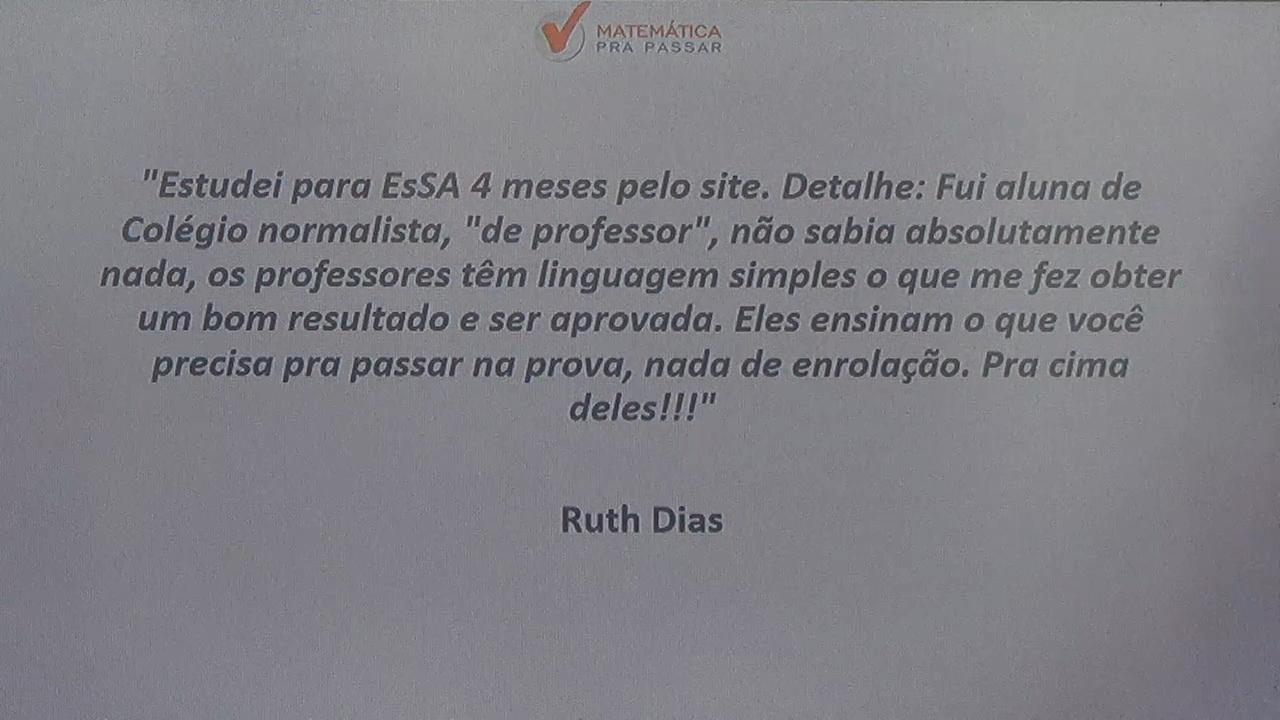 MATEMÁTICA
PRA PASSAR
"Estudei para EsSA 4 meses pelo site. Detalhe: Fui aluna de
Colégio normalista, "de professor", não sabia absolutamente
nada, os professores têm linguagem simples o que me fez obter
um bom resultado e ser aprovada. Eles ensinam o que você
precisa pra passar na prova, nada de enrolação. Pra cima
deles!!!"
Ruth Dias